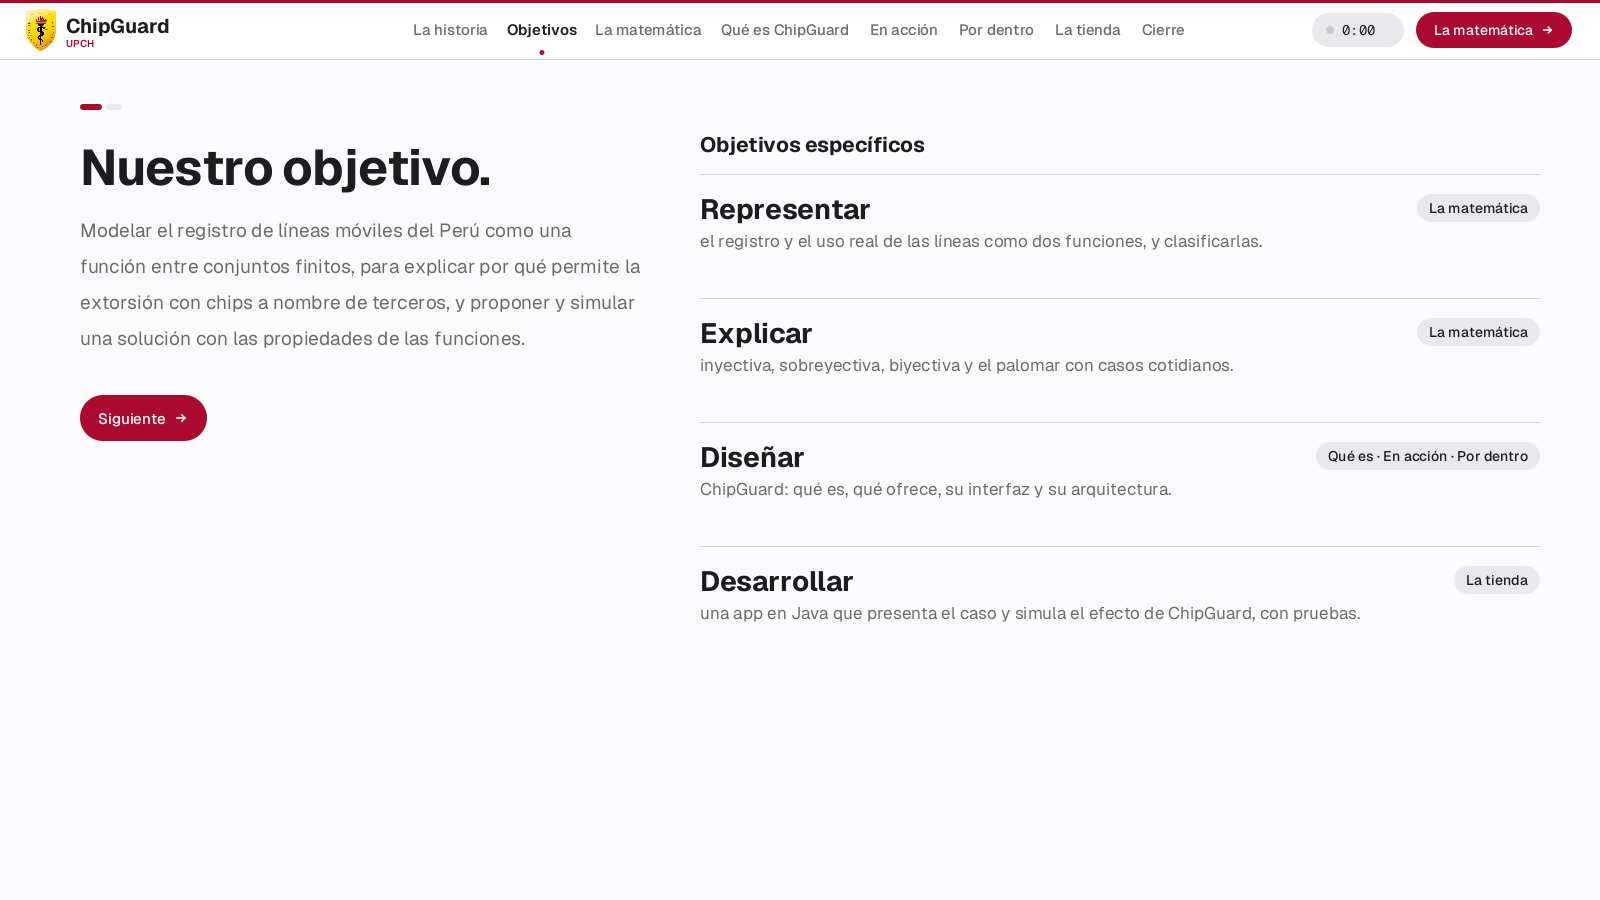 ChipGuard
UPCH
La historia
Objetivos
La matemática
Qué es ChipGuard
En acción
Por dentro
La tienda
Cierre
0:00
La matemática →
Nuestro objetivo.
Modelar el registro de líneas móviles del Perú como una
función entre conjuntos finitos, para explicar por qué permite la
extorsión con chips a nombre de terceros, y proponer y simular
una solución con las propiedades de las funciones.
Siguiente →
Objetivos específicos
Representar
La matemática
el registro y el uso real de las líneas como dos funciones, y clasificarlas.
Explicar
La matemática
inyectiva, sobreyectiva, biyectiva y el palomar con casos cotidianos.
Diseñar
Qué es · En acción · Por dentro
ChipGuard: qué es, qué ofrece, su interfaz y su arquitectura.
Desarrollar
La tienda
una app en Java que presenta el caso y simula el efecto de ChipGuard, con pruebas.